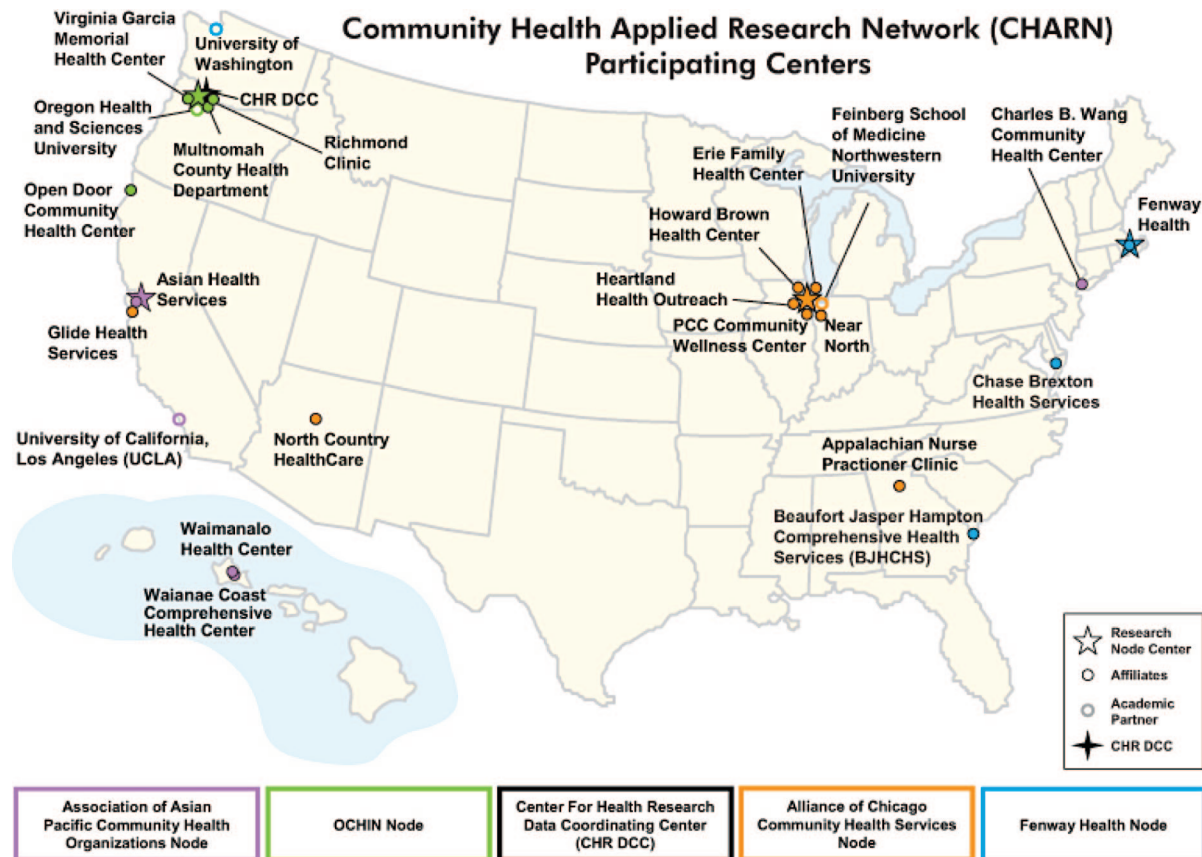 Community Health Applied Research Network (CHARN)
Participating Centers
Virginia Garcia
Memorial
Health Center
University of
Washington
CHR DCC
Oregon Health
and Sciences
University
Multnomah
County Health
Department
Richmond
Clinic
Open Door
Community
Health Center
Asian Health
Services
Glide Health
Services
University of California,
Los Angeles (UCLA)
North Country
HealthCare
Feinberg School
of Medicine
Northwestern
University
Erie Family
Health Center
Howard Brown
Health Center
Heartland
Health Outreach
PCC Community
Wellness Center
Near
North
Charles B. Wang
Community
Health Center
Fenway
Health
Chase Brexton
Health Services
Appalachian Nurse
Practioner Clinic
Beaufort Jasper Hampton
Comprehensive Health
Services (BJHCHS)
Waimanalo
Health Center
Waianae Coast
Comprehensive
Health Center
Research
Node Center
Affiliates
Academic
Partner
CHR DCC
Association of Asian
Pacific Community Health
Organizations Node
OCHIN Node
Center For Health Research
Data Coordinating Center
(CHR DCC)
Alliance of Chicago
Community Health Services
Node
Fenway Health Node